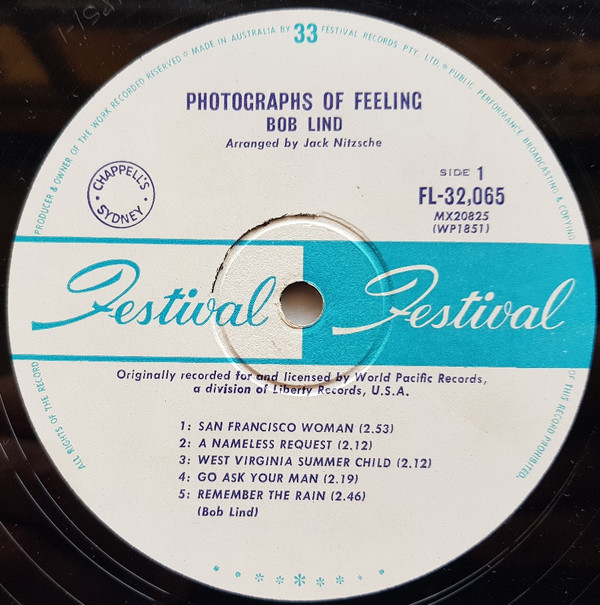 PRODUCER & OWNER OF THE WORK RECORDED RESERVED ☆ MADE IN AUSTRALIA BY 33 FESTIVAL RECORDS PTY. LTD. ☆ PUBLIC PERFORMANCE BROADCASTING & COPYING
PHOTOGRAPHS OF FEELING
BOB LIND
Arranged by Jack Nitzsche
CHAPPELL'S
SYDNEY
SIDE 1
FL-32,065
MX20825
(WP1851)
Festival Festival
Originally recorded for and licensed by World Pacific Records,
a division of Liberty Records, U.S.A.
1: SAN FRANCISCO WOMAN (2.53)
2: A NAMELESS REQUEST (2.12)
3: WEST VIRGINIA SUMMER CHILD (2.12)
4: GO ASK YOUR MAN (2.19)
5: REMEMBER THE RAIN (2.46)
(Bob Lind)
ALL RIGHTS OF THE RECORD
OF THIS RECORD PROHIBITED.